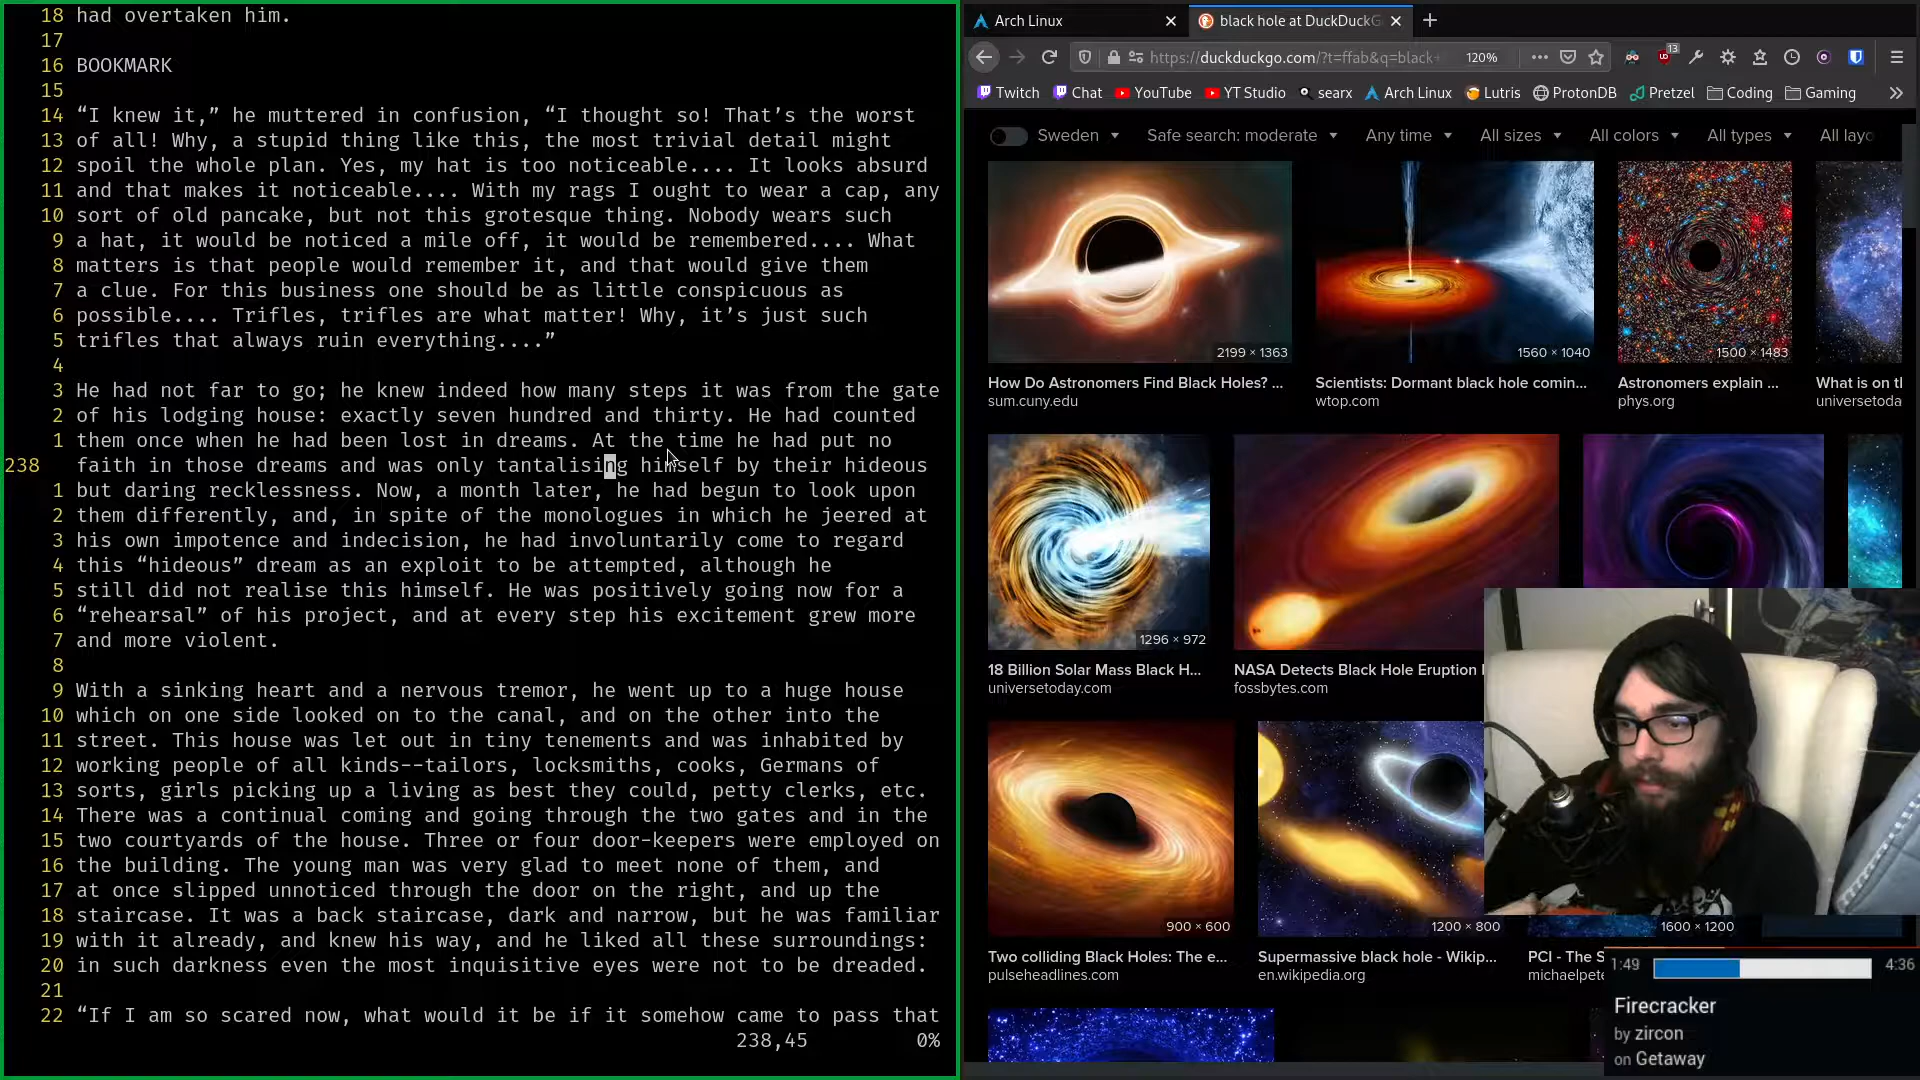 18 had overtaken him.
17
16 BOOKMARK
15
14 “I knew it,” he muttered in confusion, “I thought so! That’s the worst
13 of all! Why, a stupid thing like this, the most trivial detail might
12 spoil the whole plan. Yes, my hat is too noticeable.... It looks absurd
11 and that makes it noticeable.... With my rags I ought to wear a cap, any
10 sort of old pancake, but not this grotesque thing. Nobody wears such
9 a hat, it would be noticed a mile off, it would be remembered.... What
8 matters is that people would remember it, and that would give them
7 a clue. For this business one should be as little conspicuous as
6 possible.... Trifles, trifles are what matter! Why, it’s just such
5 trifles that always ruin everything....”
4
3 He had not far to go; he knew indeed how many steps it was from the gate
2 of his lodging house: exactly seven hundred and thirty. He had counted
1 them once when he had been lost in dreams. At the time he had put no
238 faith in those dreams and was only tantalising himself by their hideous
1 but daring recklessness. Now, a month later, he had begun to look upon
2 them differently, and, in spite of the monologues in which he jeered at
3 his own impotence and indecision, he had involuntarily come to regard
4 this “hideous” dream as an exploit to be attempted, although he
5 still did not realise this himself. He was positively going now for a
6 “rehearsal” of his project, and at every step his excitement grew more
7 and more violent.
8
9 With a sinking heart and a nervous tremor, he went up to a huge house
10 which on one side looked on to the canal, and on the other into the
11 street. This house was let out in tiny tenements and was inhabited by
12 working people of all kinds--tailors, locksmiths, cooks, Germans of
13 sorts, girls picking up a living as best they could, petty clerks, etc.
14 There was a continual coming and going through the two gates and in the
15 two courtyards of the house. Three or four door-keepers were employed on
16 the building. The young man was very glad to meet none of them, and
17 at once slipped unnoticed through the door on the right, and up the
18 staircase. It was a back staircase, dark and narrow, but he was familiar
19 with it already, and knew his way, and he liked all these surroundings:
20 in such darkness even the most inquisitive eyes were not to be dreaded.
21
22 “If I am so scared now, what would it be if it somehow came to pass that
238,45 0%
Arch Linux
black hole at DuckDuckG
https://duckduckgo.com/?t=ffab&q=black+
120%
13
Twitch Chat YouTube YT Studio searx Arch Linux Lutris ProtonDB Pretzel Coding Gaming
Sweden Safe search: moderate Any time All sizes All colors All types All layo
2199 × 1363 1560 × 1040 1500 × 1483
How Do Astronomers Find Black Holes? ...
sum.cuny.edu
Scientists: Dormant black hole comin...
wtop.com
Astronomers explain ...
phys.org
What is on tl
universetoda
1296 × 972
18 Billion Solar Mass Black H...
universetoday.com
NASA Detects Black Hole Eruption
fossbytes.com
900 × 600 1200 × 800 1600 × 1200
Two colliding Black Holes: The e...
pulseheadlines.com
Supermassive black hole - Wikip...
en.wikipedia.org
PCI - The S
michaelpete
1:49 4:36
Firecracker
by zircon
on Getaway